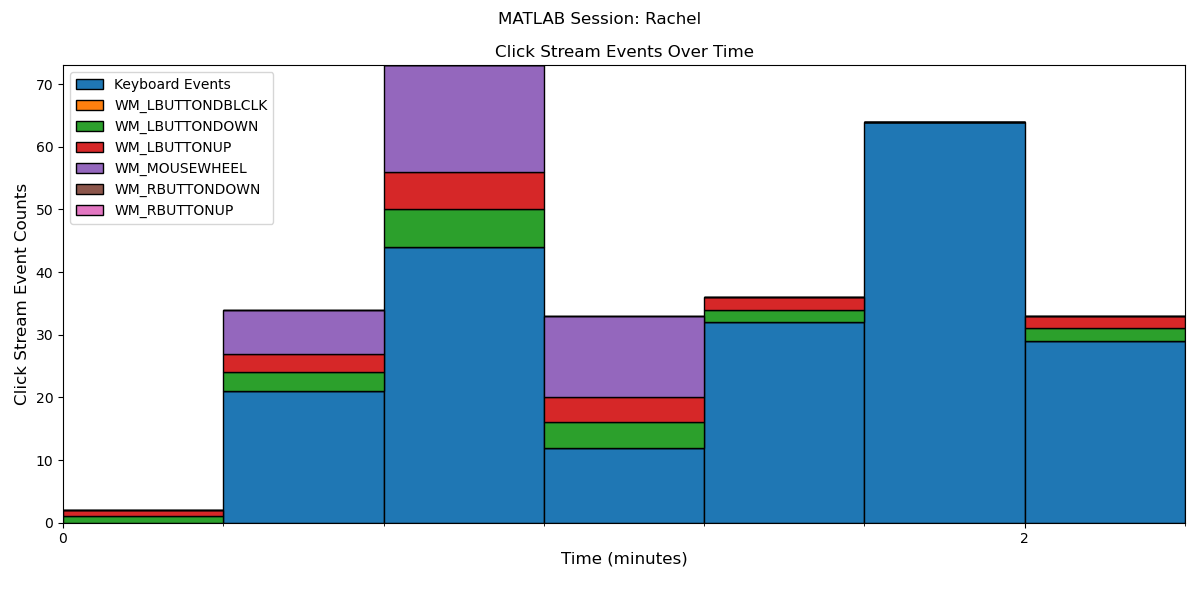 MATLAB Session: Rachel
Click Stream Events Over Time
Keyboard Events
WM_LBUTTONDBLCLK
WM_LBUTTONDOWN
WM_LBUTTONUP
WM_MOUSEWHEEL
WM_RBUTTONDOWN
WM_RBUTTONUP
Click Stream Event Counts
70
60
50
40
30
20
10
0
0 2
Time (minutes)